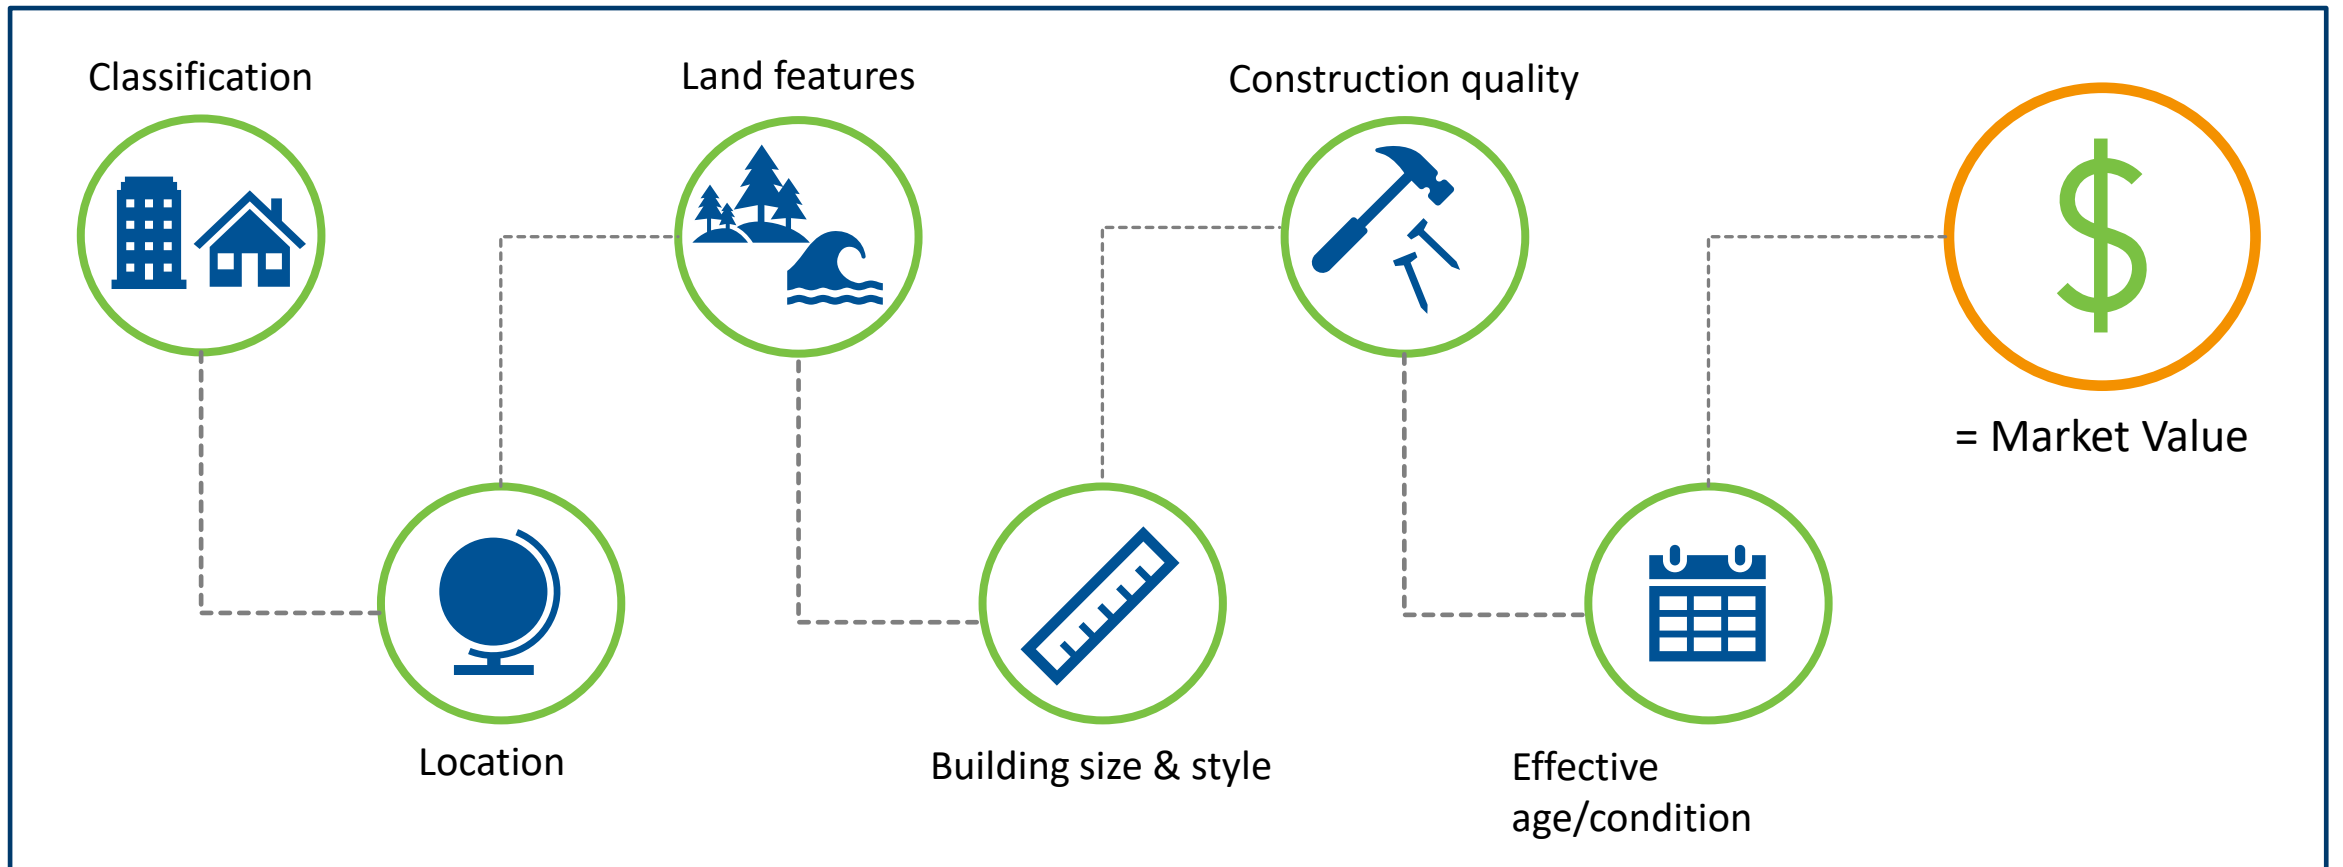 Classification
Land features
Construction quality
= Market Value
Location
Building size & style
Effective
age/condition